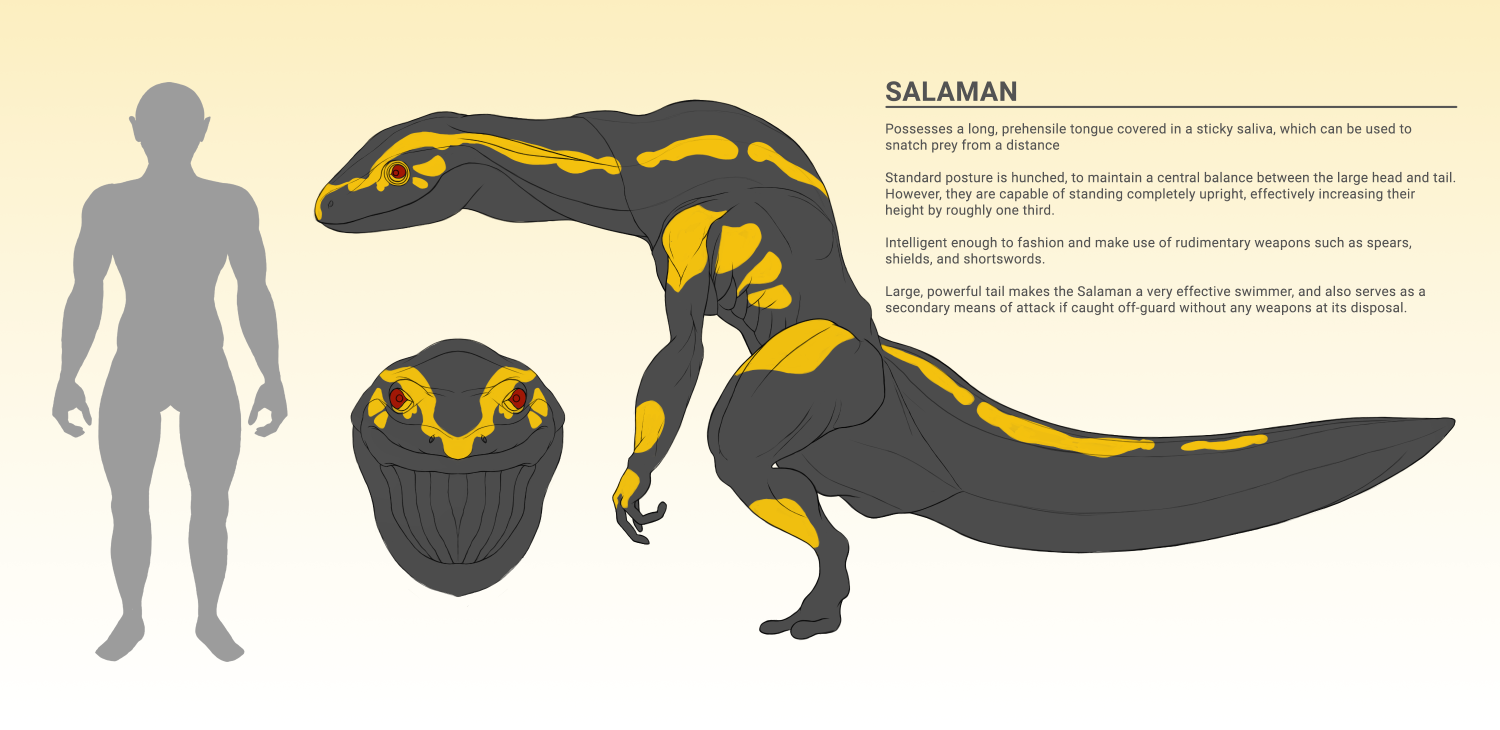 SALAMAN
Possesses a long, prehensile tongue covered in a sticky saliva, which can be used to
snatch prey from a distance
Standard posture is hunched, to maintain a central balance between the large head and tail.
However, they are capable of standing completely upright, effectively increasing their
height by roughly one third.
Intelligent enough to fashion and make use of rudimentary weapons such as spears,
shields, and shortswords.
Large, powerful tail makes the Salaman a very effective swimmer, and also serves as a
secondary means of attack if caught off-guard without any weapons at its disposal.